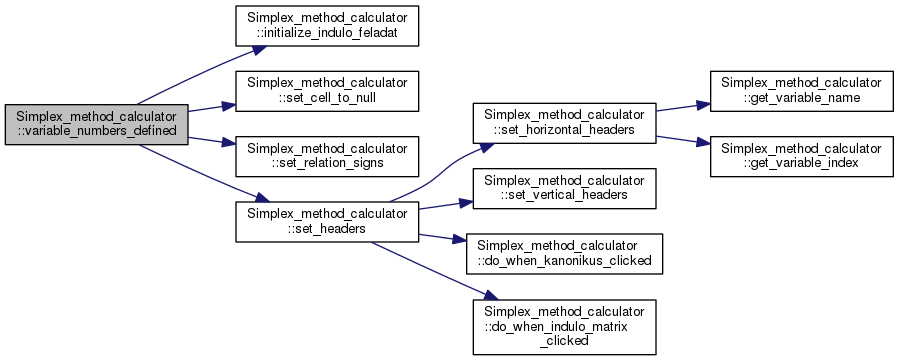 Simplex_method_calculator
::variable_numbers_defined
Simplex_method_calculator
::initialize_indulo_feladat
Simplex_method_calculator
::set_cell_to_null
Simplex_method_calculator
::set_relation_signs
Simplex_method_calculator
::set_headers
Simplex_method_calculator
::set_horizontal_headers
Simplex_method_calculator
::set_vertical_headers
Simplex_method_calculator
::do_when_kanonikus_clicked
Simplex_method_calculator
::do_when_indulo_matrix
_clicked
Simplex_method_calculator
::get_variable_name
Simplex_method_calculator
::get_variable_index